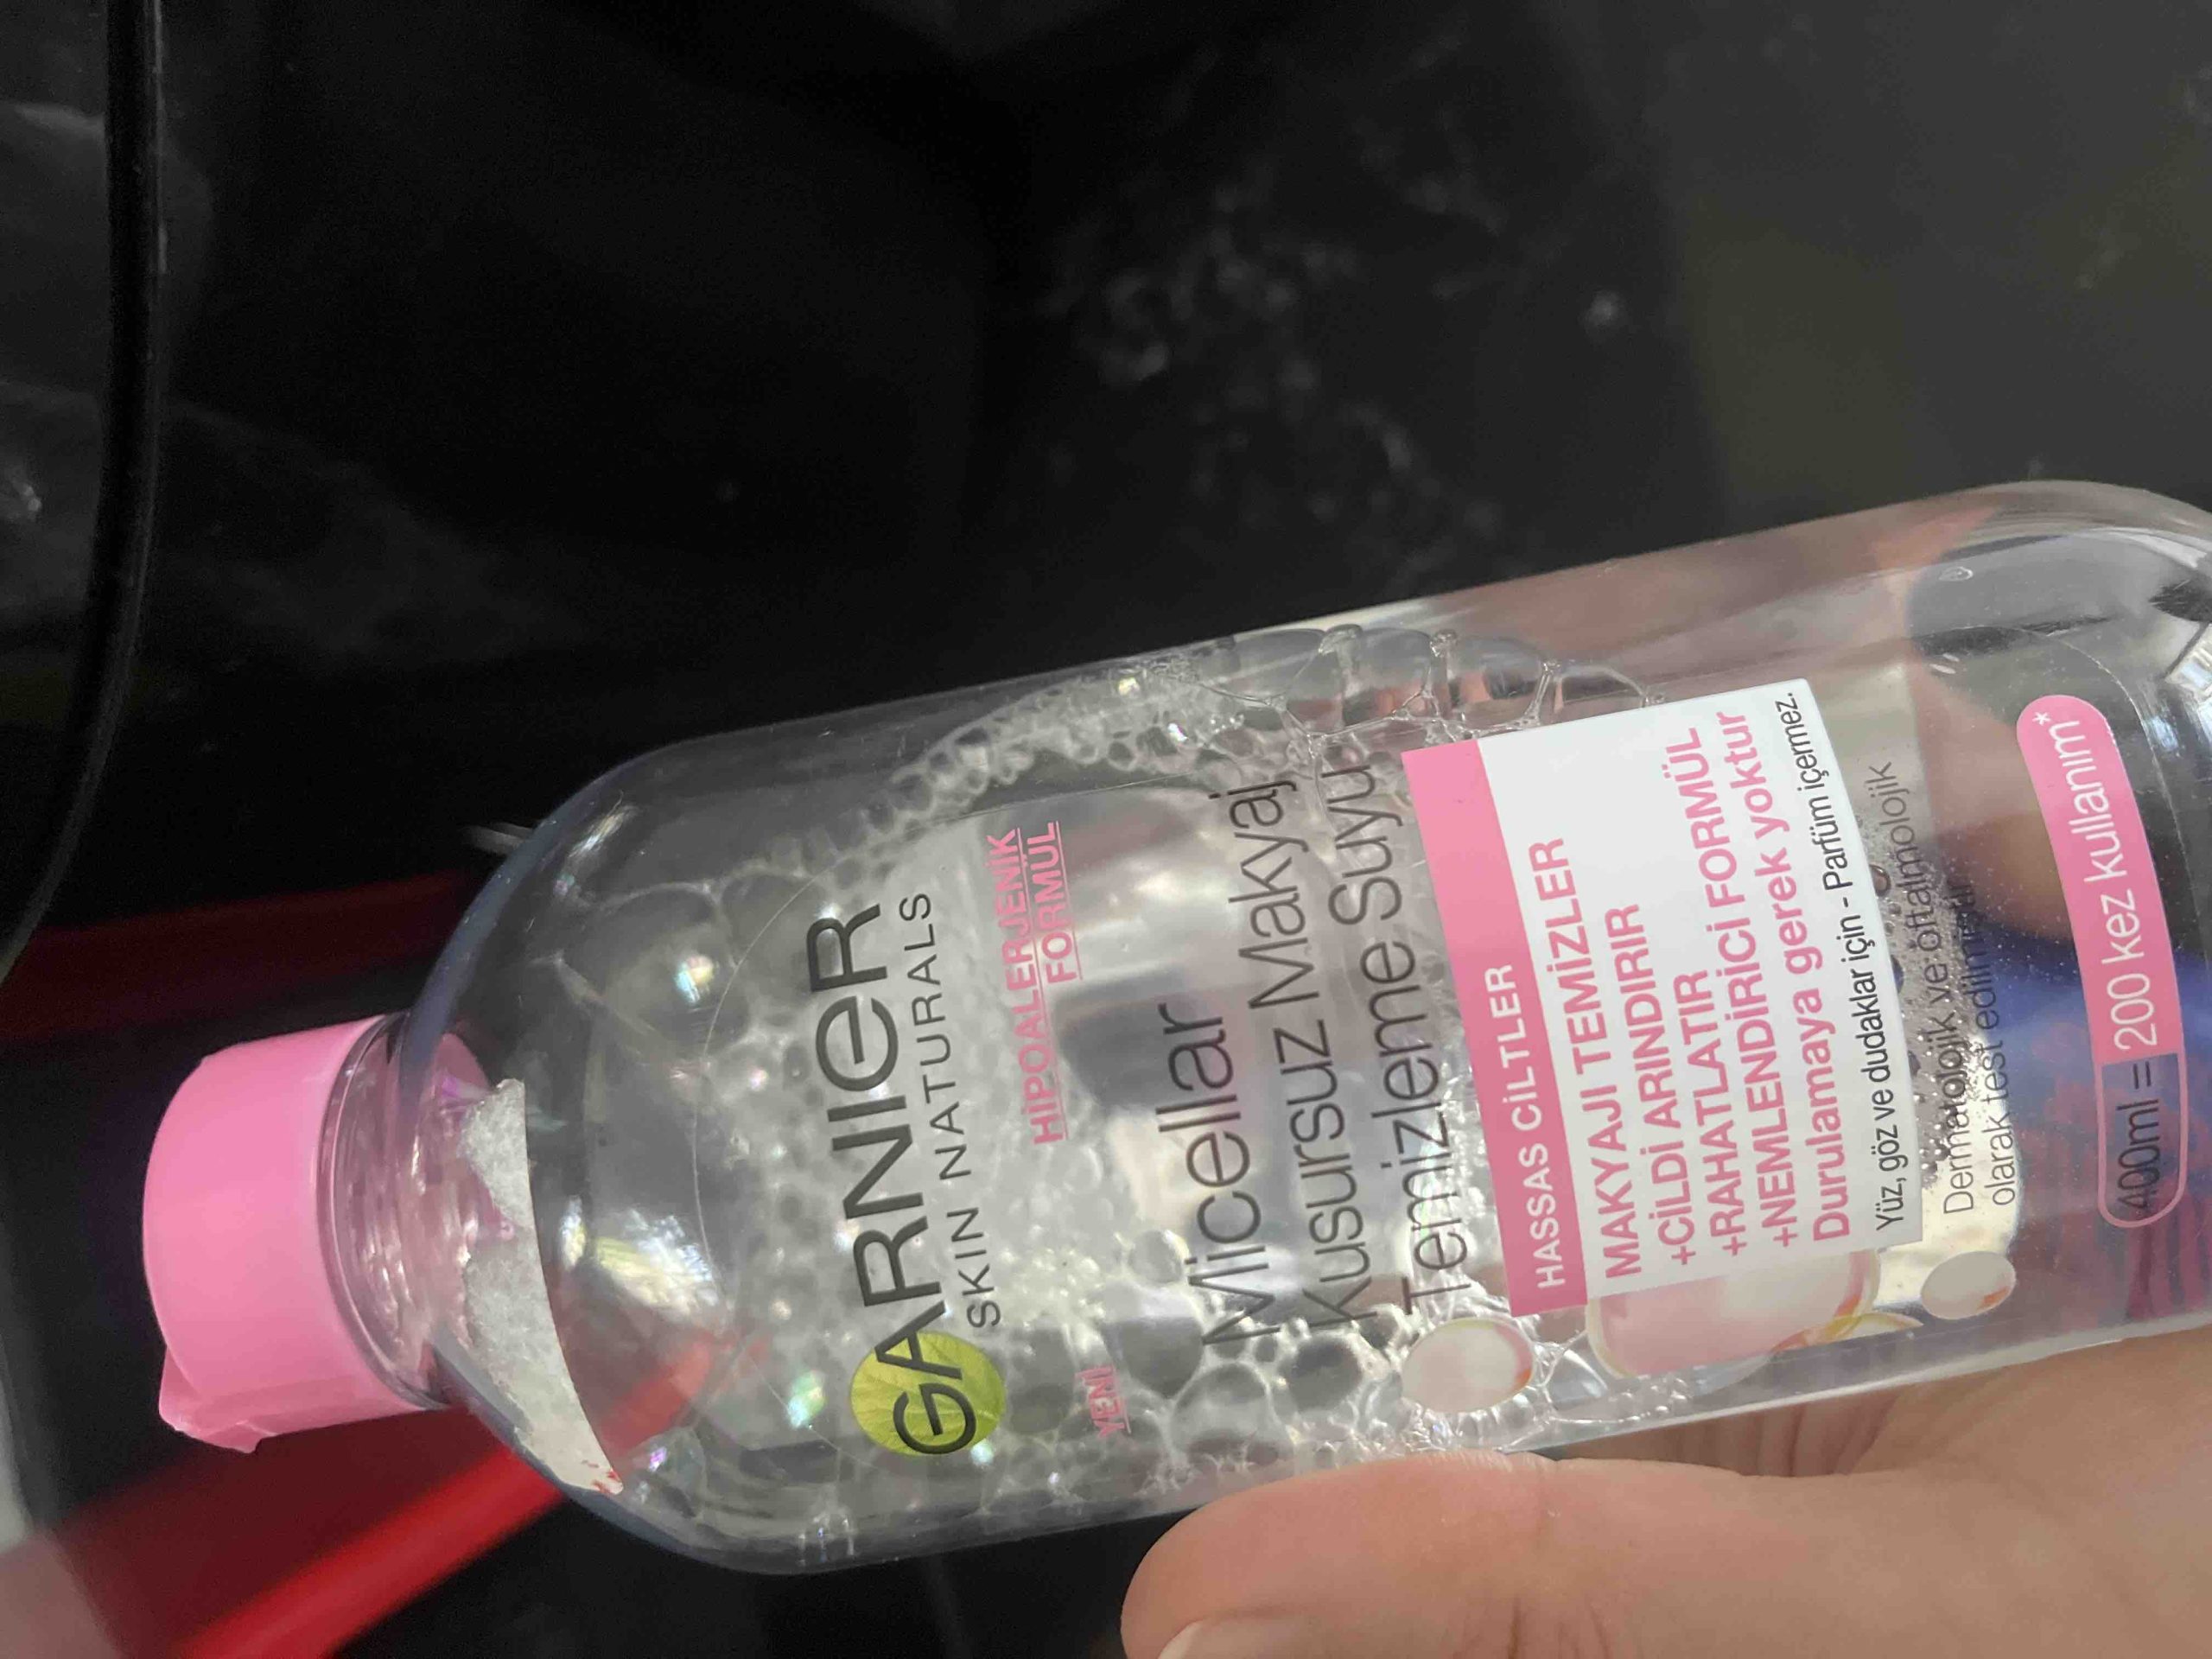 GARNIER
SKIN NATURALS
HİPOALERJENİK
FORMÜL
YENİ
Micellar
Kusursuz Makyaj
Temizleme Suyu
HASSAS CİLTLER
MAKYAJI TEMİZLER
+CİLDİ ARINDIRIR
+RAHATLATIR
+NEMLENDİRİCİ FORMÜL
Durulamaya gerek yoktur
Yüz, göz ve dudaklar için - Parfüm içermez.
Dermatolojik ve oftalmolojik
olarak test edilmiştir.
400ml = 200 kez kullanım*